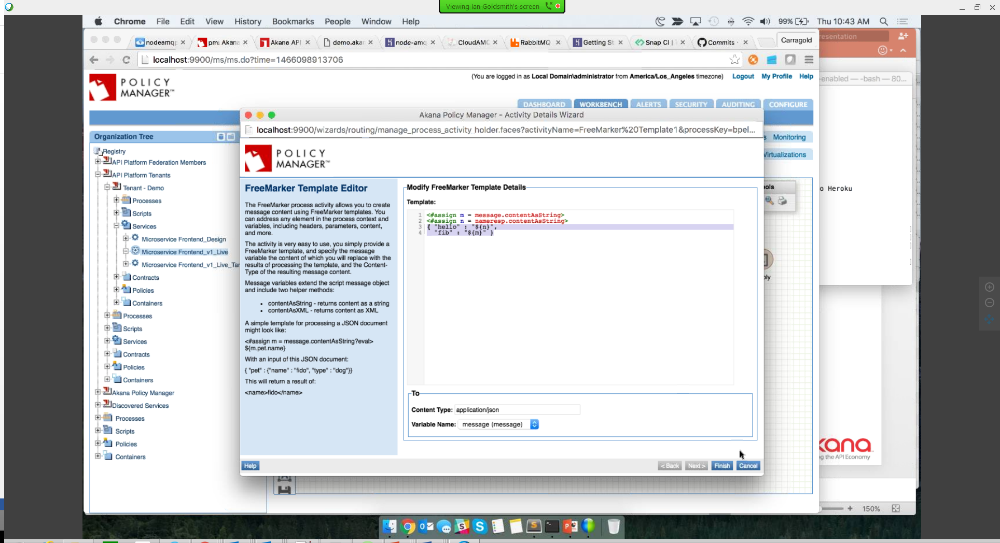 Viewing Ian Goldsmith's screen
Chrome File Edit View History Bookmarks People Window Help
99% Thu 10:43 AM
nodeemqp
pm: Akana
Akana API
demo.akan
node-amq
CloudAMQ
RabbitMQ
Getting St
Snap CI |
Commits ·
Carragold
resentation
localhost:9900/ms/ms.do?time=1466098913706
POLICY
MANAGER™
(You are logged in as Local Domain\administrator from America/Los_Angeles timezone) Logout My Profile Help
-enabled — -bash — 80...
DASHBOARD WORKBENCH ALERTS SECURITY AUDITING CONFIGURE
Akana Policy Manager - Activity Details Wizard
localhost:9900/wizards/routing/manage_process_activity_holder.faces?activityName=FreeMarker%20Template1&processKey=bpel...
s Monitoring
Virtualizations
Organization Tree
Registry
API Platform Federation Members
API Platform Tenants
Tenant - Demo
Processes
Scripts
Services
Microservice Frontend_Design
Microservice Frontend_v1_Live
Microservice Frontend_v1_Live_Tar
Contracts
Policies
Containers
Processes
Scripts
Services
Contracts
Policies
Containers
Akana Policy Manager
Discovered Services
Processes
Scripts
Policies
Containers
POLICY
MANAGER™
FreeMarker Template Editor
The FreeMarker process activity allows you to create
message content using FreeMarker templates. You
can address any element in the process context and
variables, including headers, parameters, content,
and more.
The activity is very easy to use, you simply provide a
FreeMarker template, and specify the message
variable the content of which you will replace with the
results of processing the template, and the Content-
Type of the resulting message content.
Message variables extend the script message object
and include two helper methods:
• contentAsString - returns content as a string
• contentAsXML - returns content as XML
A simple template for processing a JSON document
might look like:
<#assign m = message.contentAsString?eval>
${m.pet.name}
With an input of this JSON document:
{ "pet" : {"name" : "fido", "type" : "dog"}}
This will return a result of:
<name>fido</name>
Modify FreeMarker Template Details
Template:
1 <#assign m = message.contentAsString>
2 <#assign n = nameresp.contentAsString>
3 { "hello" : "${n}",
4 "fib" : "${m}" }
To
Content Type: application/json
Variable Name: message (message)
Help
< Back Next > Finish Cancel
ols
ply
o Heroku
]
]
]
]
kana
g the API Economy
150%